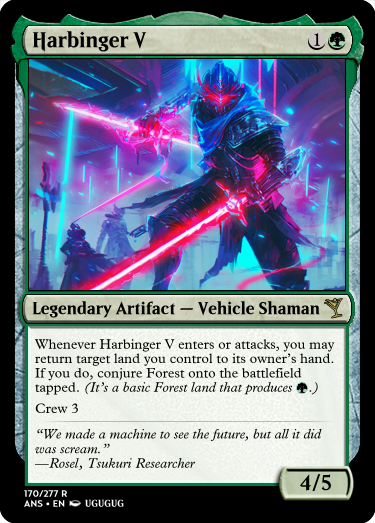 Harbinger V 1
Legendary Artifact — Vehicle Shaman
Whenever Harbinger V enters or attacks, you may
return target land you control to its owner's hand.
If you do, conjure Forest onto the battlefield
tapped. (It's a basic Forest land that produces .)
Crew 3
“We made a machine to see the future, but all it did
was scream.”
—Rosel, Tsukuri Researcher
4/5
170/277 R
ANS • EN UGUGUG